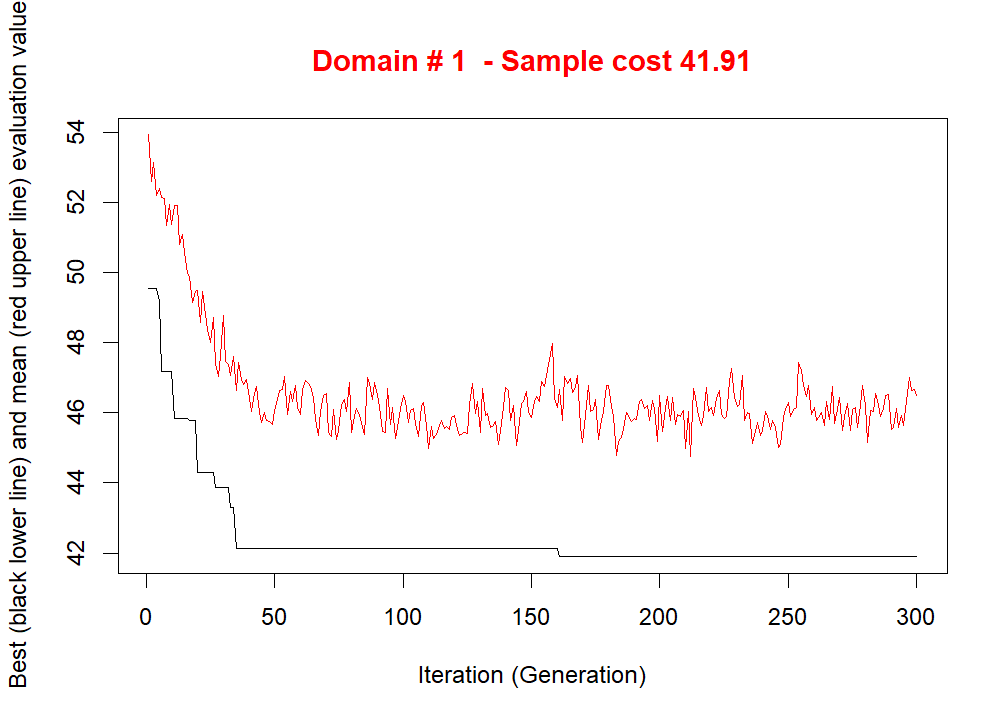 Domain # 1  - Sample cost 41.91
Best (black lower line) and mean (red upper line) evaluation value
54
52
50
48
46
44
42
0 50 100 150 200 250 300
Iteration (Generation)